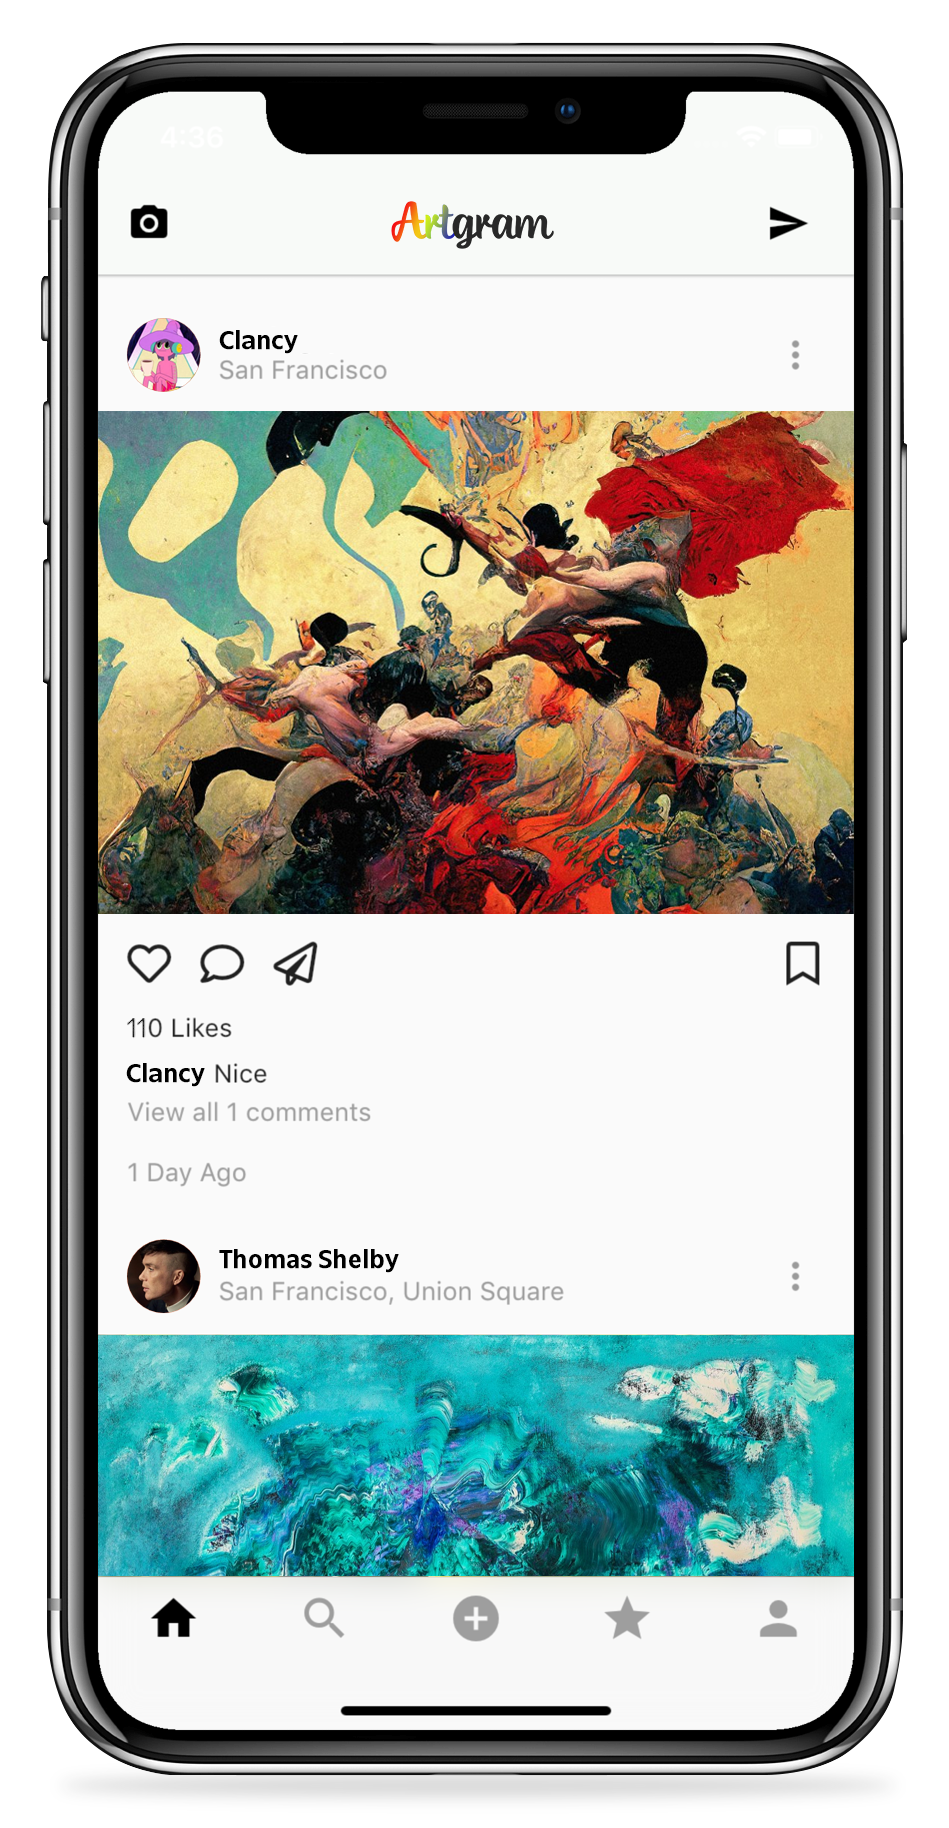 4:36
Artgram
Clancy
San Francisco
110 Likes
Clancy Nice
View all 1 comments
1 Day Ago
Thomas Shelby
San Francisco, Union Square